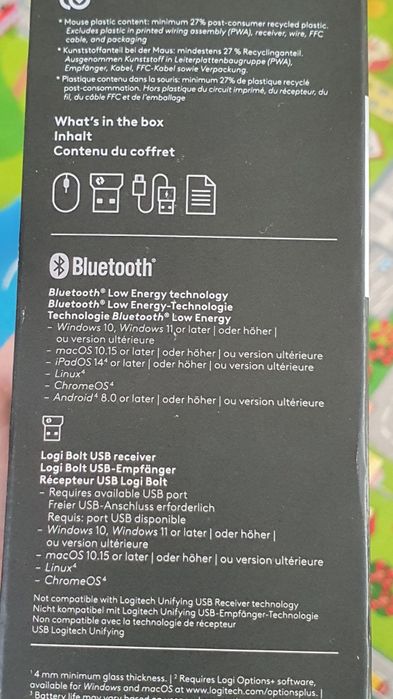 * Mouse plastic content: minimum 27% post-consumer recycled plastic.
Excludes plastic in printed wiring assembly (PWA), receiver, wire, FFC
cable, and packaging
* Kunststoffanteil bei der Maus: mindestens 27 % Recyclinganteil.
Ausgenommen Kunststoff in Leiterplattenbaugruppe (PWA),
Empfänger, Kabel, FFC-Kabel sowie Verpackung.
* Plastique contenu dans la souris: minimum 27% de plastique recyclé
post-consommation. Hors plastique du circuit imprimé, du récepteur, du
fil, du câble FFC et de l'emballage
What's in the box
Inhalt
Contenu du coffret
Bluetooth®
Bluetooth® Low Energy technology
Bluetooth® Low Energy-Technologie
Technologie Bluetooth® Low Energy
- Windows 10, Windows 11 or later | oder höher |
ou version ultérieure
- macOS 10.15 or later | oder höher | ou version ultérieure
- iPadOS 14⁴ or later | oder höher | ou version ultérieure
- Linux⁴
- ChromeOS⁴
- Android⁴ 8.0 or later | oder höher | ou version ultérieure
Logi Bolt USB receiver
Logi Bolt USB-Empfänger
Récepteur USB Logi Bolt
- Requires available USB port
Freier USB-Anschluss erforderlich
Requis: port USB disponible
- Windows 10, Windows 11 or later | oder höher |
ou version ultérieure
- macOS 10.15 or later | oder höher | ou version ultérieure
- Linux⁴
- ChromeOS⁴
Not compatible with Logitech Unifying USB Receiver technology
Nicht kompatibel mit Logitech Unifying USB-Empfänger-Technologie
Non compatible avec la technologie de récepteur
USB Logitech Unifying
¹ 4 mm minimum glass thickness. | ² Requires Logi Options+ software,
available for Windows and macOS at www.logitech.com/optionsplus. |
³ Battery life may vary based on